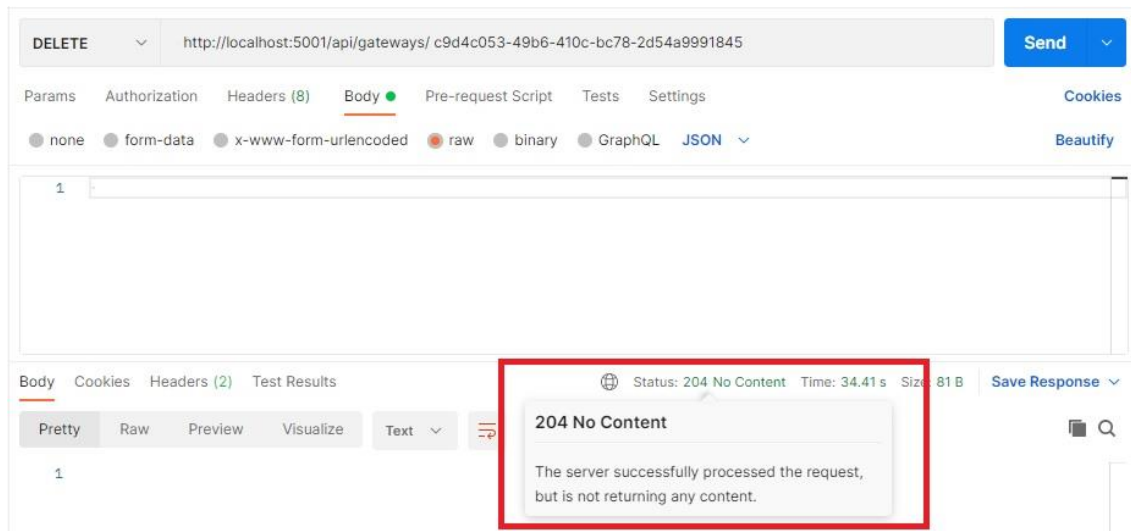 DELETE http://localhost:5001/api/gateways/ c9d4c053-49b6-410c-bc78-2d54a9991845 Send
Params Authorization Headers (8) Body Pre-request Script Tests Settings Cookies
none form-data x-www-form-urlencoded raw binary GraphQL JSON Beautify
1
Body Cookies Headers (2) Test Results Status: 204 No Content Time: 34.41 s Size: 81 B Save Response
Pretty Raw Preview Visualize Text
204 No Content
1
The server successfully processed the request,
but is not returning any content.